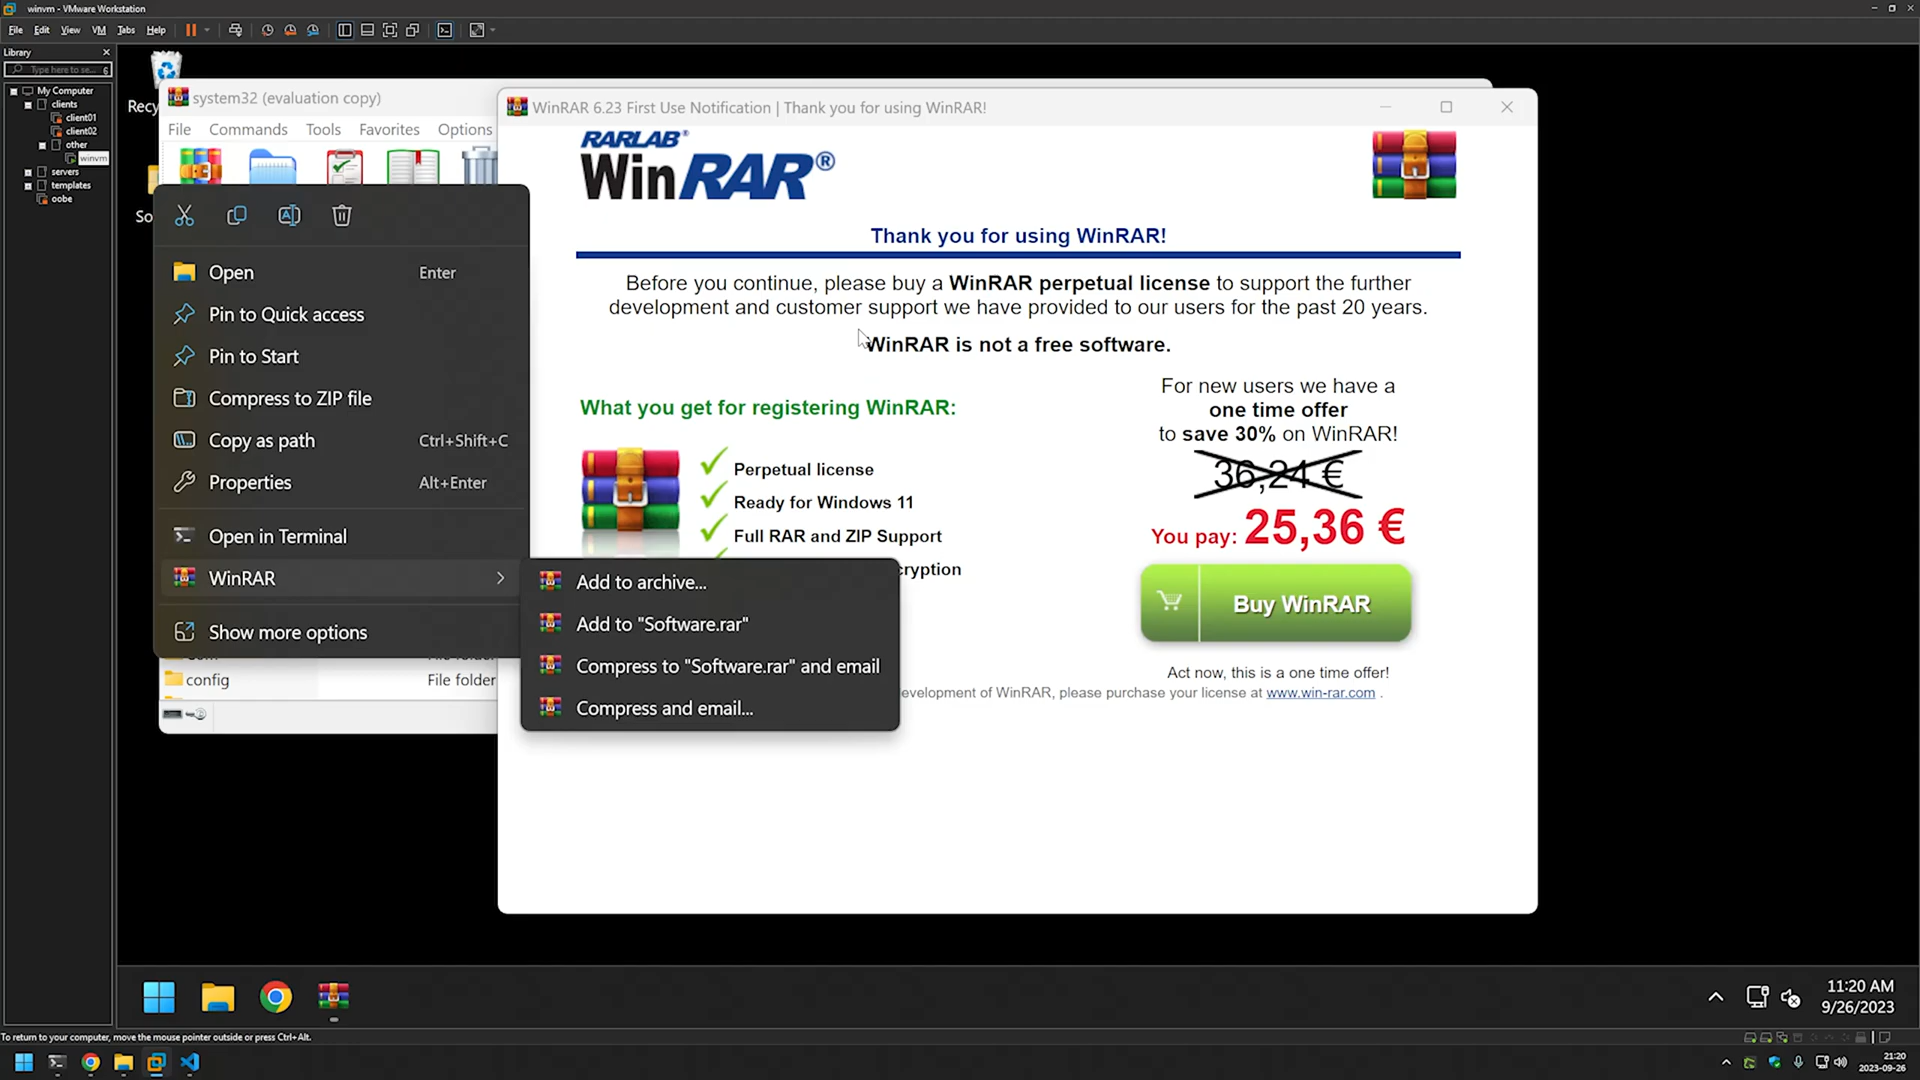 winvm - VMware Workstation
File Edit View VM Tabs Help
Library
Type here to se...
My Computer
clients
client01
client02
other
winvm
servers
templates
oobe
Recy
So
system32 (evaluation copy)
File Commands Tools Favorites Options
Open Enter
Pin to Quick access
Pin to Start
Compress to ZIP file
Copy as path Ctrl+Shift+C
Properties Alt+Enter
Open in Terminal
WinRAR
Show more options
config File folder
File folder
Add to archive...
Add to "Software.rar"
Compress to "Software.rar" and email
Compress and email...
WinRAR 6.23 First Use Notification | Thank you for using WinRAR!
RARLAB®
WinRAR®
Thank you for using WinRAR!
Before you continue, please buy a WinRAR perpetual license to support the further
development and customer support we have provided to our users for the past 20 years.
WinRAR is not a free software.
What you get for registering WinRAR:
Perpetual license
Ready for Windows 11
Full RAR and ZIP Support
cryption
For new users we have a
one time offer
to save 30% on WinRAR!
36,24 €
You pay: 25,36 €
Buy WinRAR
Act now, this is a one time offer!
evelopment of WinRAR, please purchase your license at www.win-rar.com .
11:20 AM
9/26/2023
To return to your computer, move the mouse pointer outside or press Ctrl+Alt.
21:20
2023-09-26